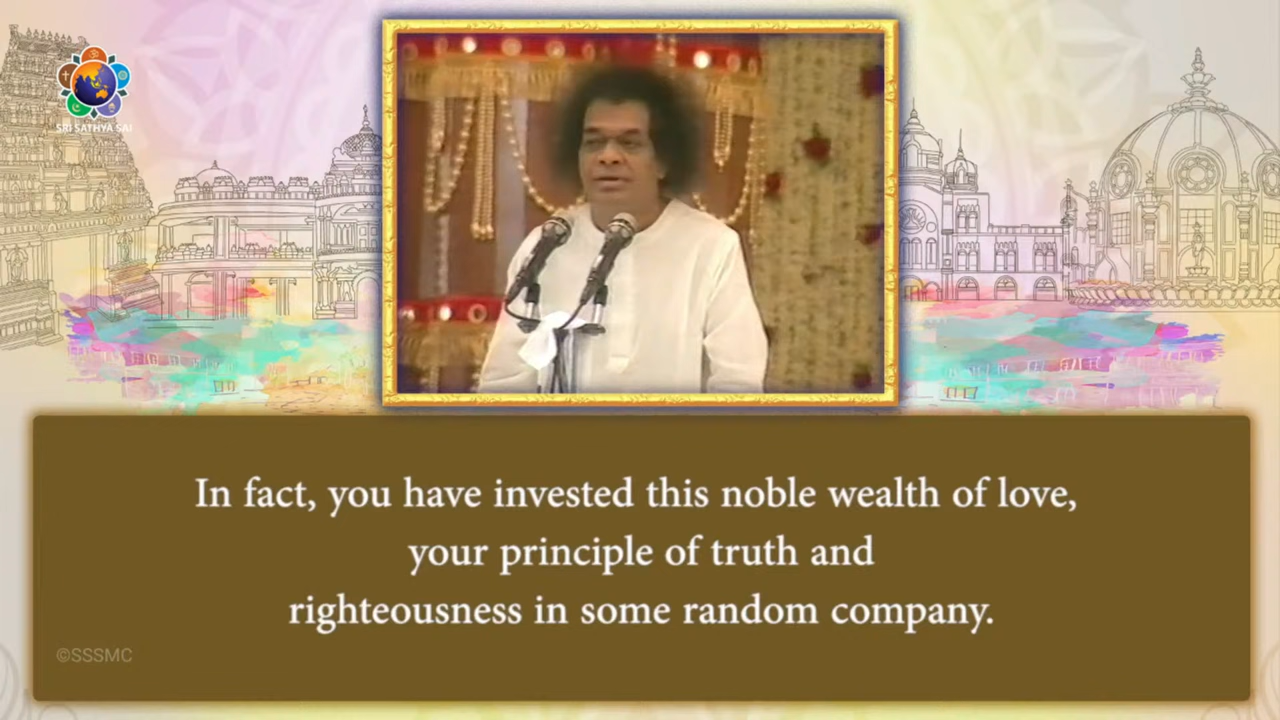 SRI SATHYA SAI
In fact, you have invested this noble wealth of love,
your principle of truth and
righteousness in some random company.
©SSSMC